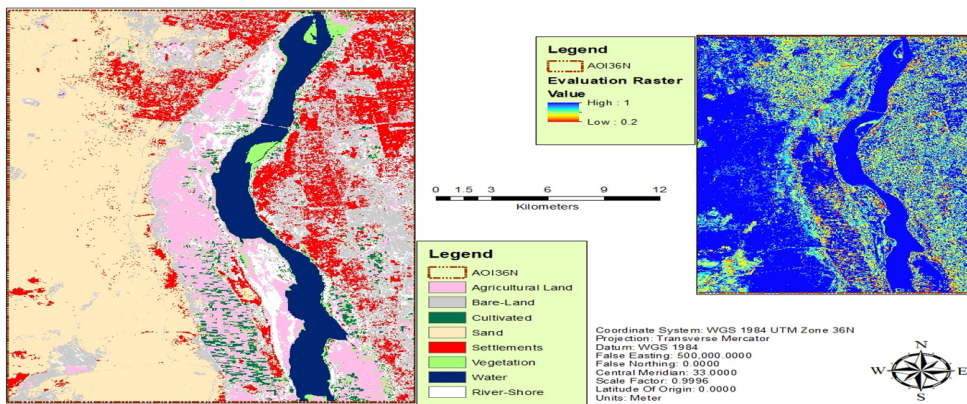 Legend
AOI36N
Evaluation Raster
Value
High : 1
Low : 0.2
0 1.5 3 6 9 12
Kilometers
Legend
AOI36N
Agricultural Land
Bare-Land
Cultivated
Sand
Settlements
Vegetation
Water
River-Shore
Coordinate System: WGS 1984 UTM Zone 36N
Projection: Transverse Mercator
Datum: WGS 1984
False Easting: 500,000.0000
False Northing: 0.0000
Central Meridian: 33.0000
Scale Factor: 0.9996
Latitude Of Origin: 0.0000
Units: Meter
N
W E
S